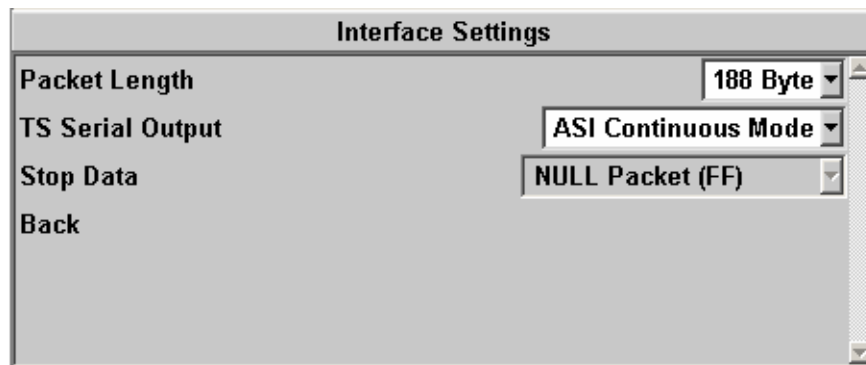 Interface Settings
Packet Length 188 Byte
TS Serial Output ASI Continuous Mode
Stop Data NULL Packet (FF)
Back